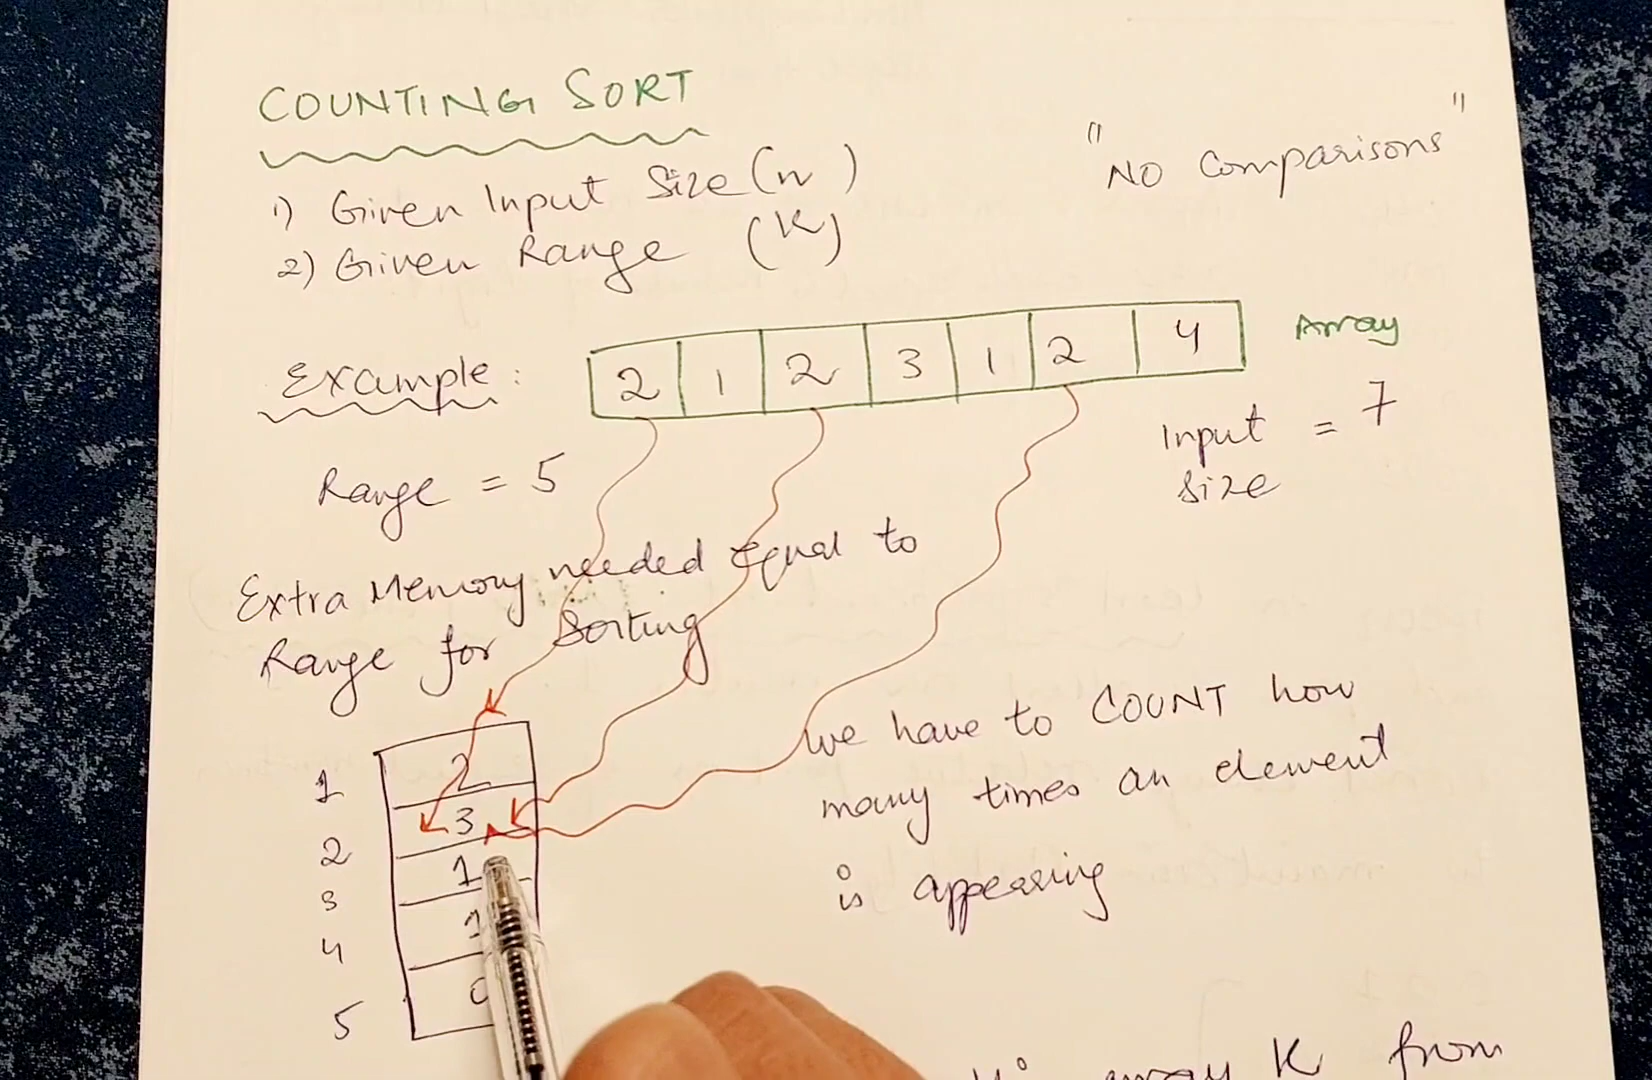 COUNTING SORT
"No Comparisons"
1) Given Input Size (n)
2) Given Range (K)
Example: 2 1 2 3 1 2 4 Array
Range = 5
Input Size = 7
Extra Memory needed equal to
Range for Sorting
we have to COUNT how
many times an element
is appearing
1 2
2 3
3 1
4 1
5 0
array K from